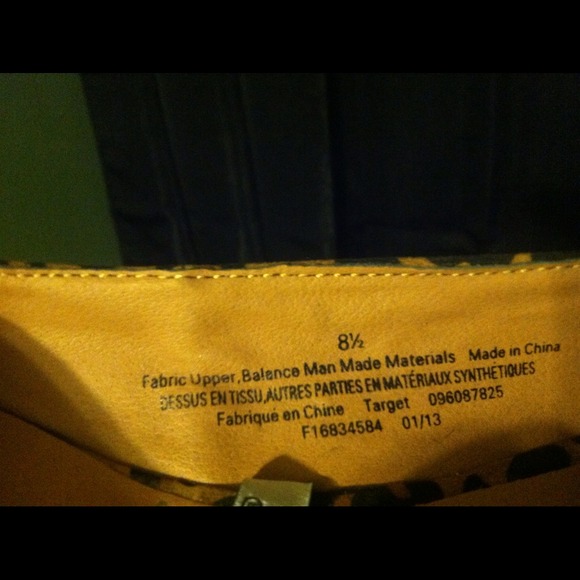 8½
Fabric Upper, Balance Man Made Materials Made in China
DESSUS EN TISSU, AUTRES PARTIES EN MATÉRIAUX SYNTHÉTIQUES
Fabriqué en Chine Target 096087825
F16834584 01/13